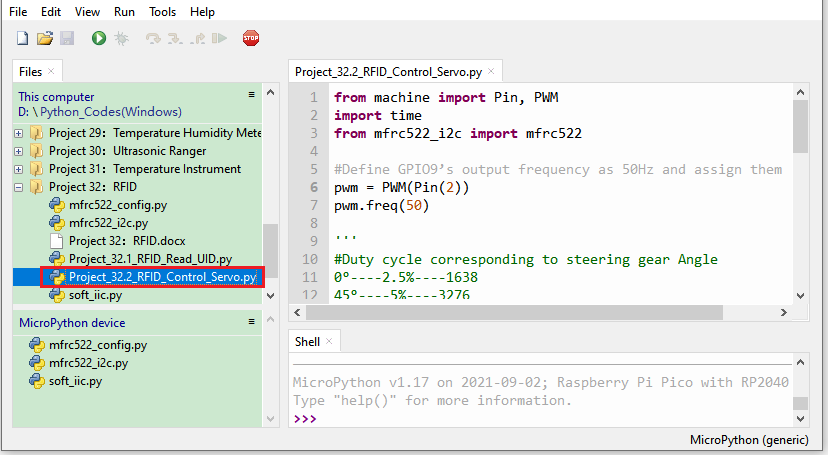 File Edit View Run Tools Help
STOP
Files
This computer
D: \ Python_Codes(Windows)
Project 29：Temperature Humidity Mete
Project 30：Ultrasonic Ranger
Project 31：Temperature Instrument
Project 32：RFID
mfrc522_config.py
mfrc522_i2c.py
Project 32：RFID.docx
Project_32.1_RFID_Read_UID.py
Project_32.2_RFID_Control_Servo.py
soft_iic.py
MicroPython device
mfrc522_config.py
mfrc522_i2c.py
soft_iic.py
Project_32.2_RFID_Control_Servo.py
1 from machine import Pin, PWM
2 import time
3 from mfrc522_i2c import mfrc522
4
5 #Define GPIO9’s output frequency as 50Hz and assign them
6 pwm = PWM(Pin(2))
7 pwm.freq(50)
8
9 '''
10 #Duty cycle corresponding to steering gear Angle
11 0°----2.5%----1638
12 45°----5%----3276
Shell
MicroPython v1.17 on 2021-09-02; Raspberry Pi Pico with RP2040
Type "help()" for more information.
>>>
MicroPython (generic)